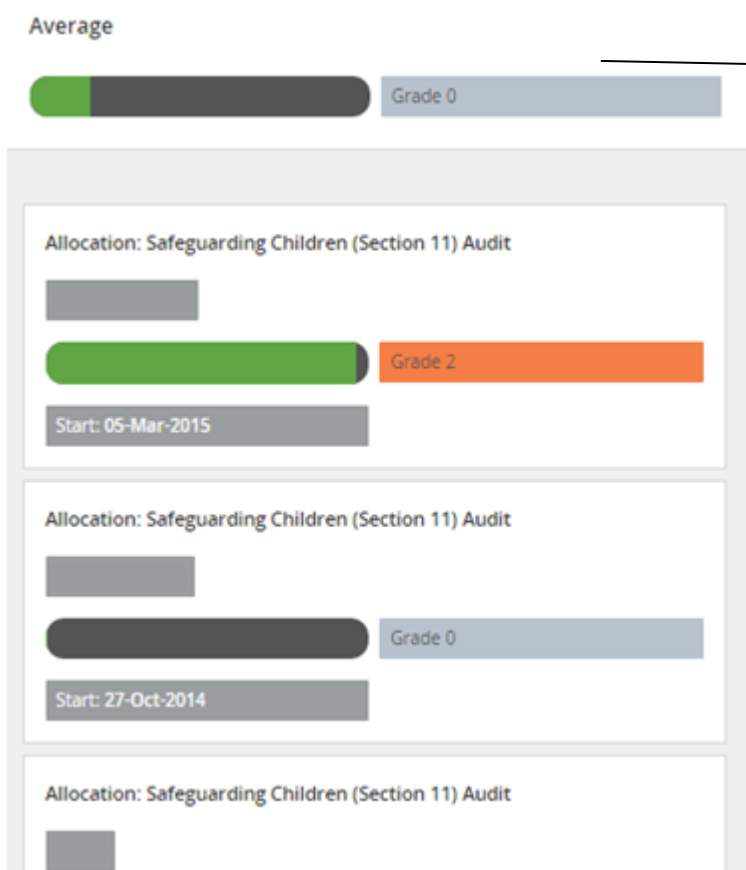 Average
Grade 0
Allocation: Safeguarding Children (Section 11) Audit
Grade 2
Start: 05-Mar-2015
Allocation: Safeguarding Children (Section 11) Audit
Grade 0
Start: 27-Oct-2014
Allocation: Safeguarding Children (Section 11) Audit